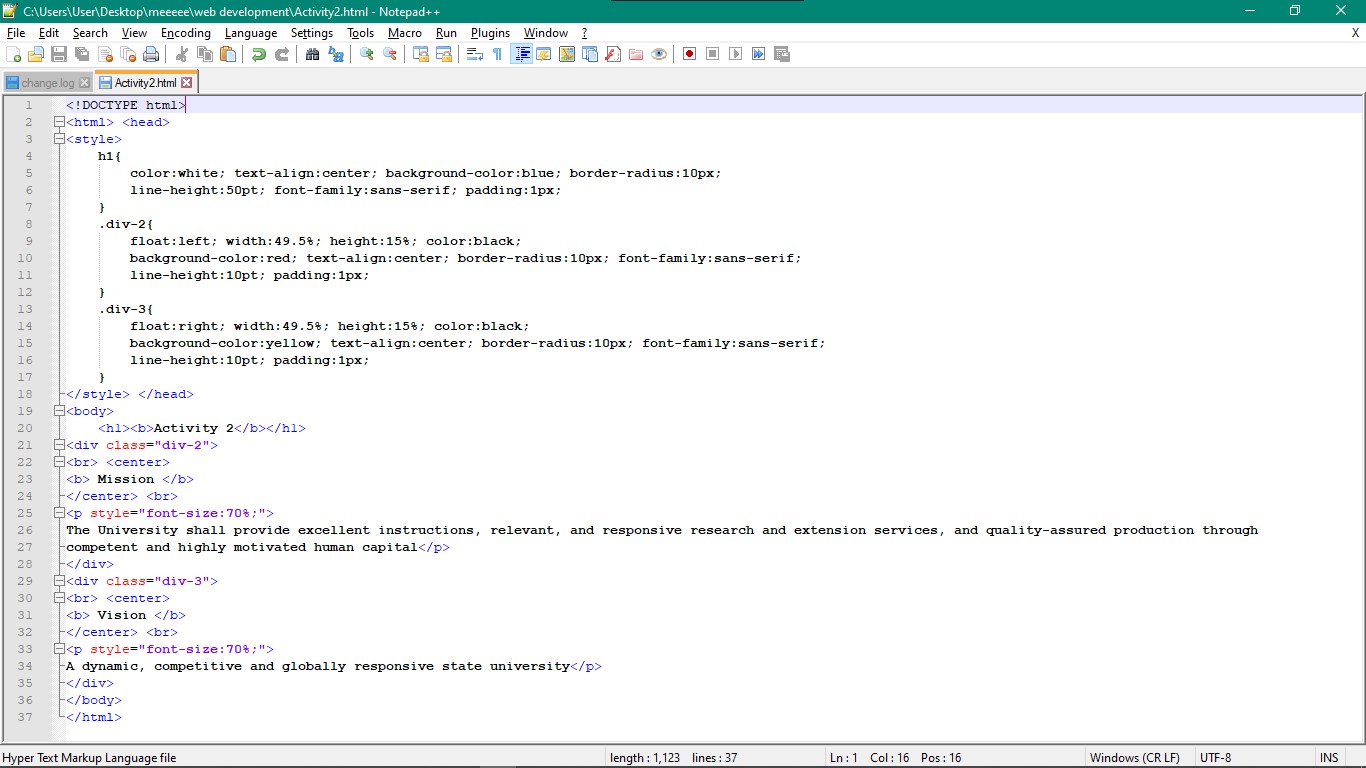 C:\Users\User\Desktop\meeeee\web development\Activity2.html - Notepad++
File Edit Search View Encoding Language Settings Tools Macro Run Plugins Window ? X
change.log Activity2.html
1 <!DOCTYPE html>
2 <html> <head>
3 <style>
4 h1{
5 color:white; text-align:center; background-color:blue; border-radius:10px;
6 line-height:50pt; font-family:sans-serif; padding:1px;
7 }
8 .div-2{
9 float:left; width:49.5%; height:15%; color:black;
10 background-color:red; text-align:center; border-radius:10px; font-family:sans-serif;
11 line-height:10pt; padding:1px;
12 }
13 .div-3{
14 float:right; width:49.5%; height:15%; color:black;
15 background-color:yellow; text-align:center; border-radius:10px; font-family:sans-serif;
16 line-height:10pt; padding:1px;
17 }
18 </style> </head>
19 <body>
20 <h1><b>Activity 2</b></h1>
21 <div class="div-2">
22 <br> <center>
23 <b> Mission </b>
24 </center> <br>
25 <p style="font-size:70%;">
26 The University shall provide excellent instructions, relevant, and responsive research and extension services, and quality-assured production through
27 competent and highly motivated human capital</p>
28 </div>
29 <div class="div-3">
30 <br> <center>
31 <b> Vision </b>
32 </center> <br>
33 <p style="font-size:70%;">
34 A dynamic, competitive and globally responsive state university</p>
35 </div>
36 </body>
37 </html>
Hyper Text Markup Language file length : 1,123 lines : 37 Ln : 1 Col : 16 Pos : 16 Windows (CR LF) UTF-8 INS